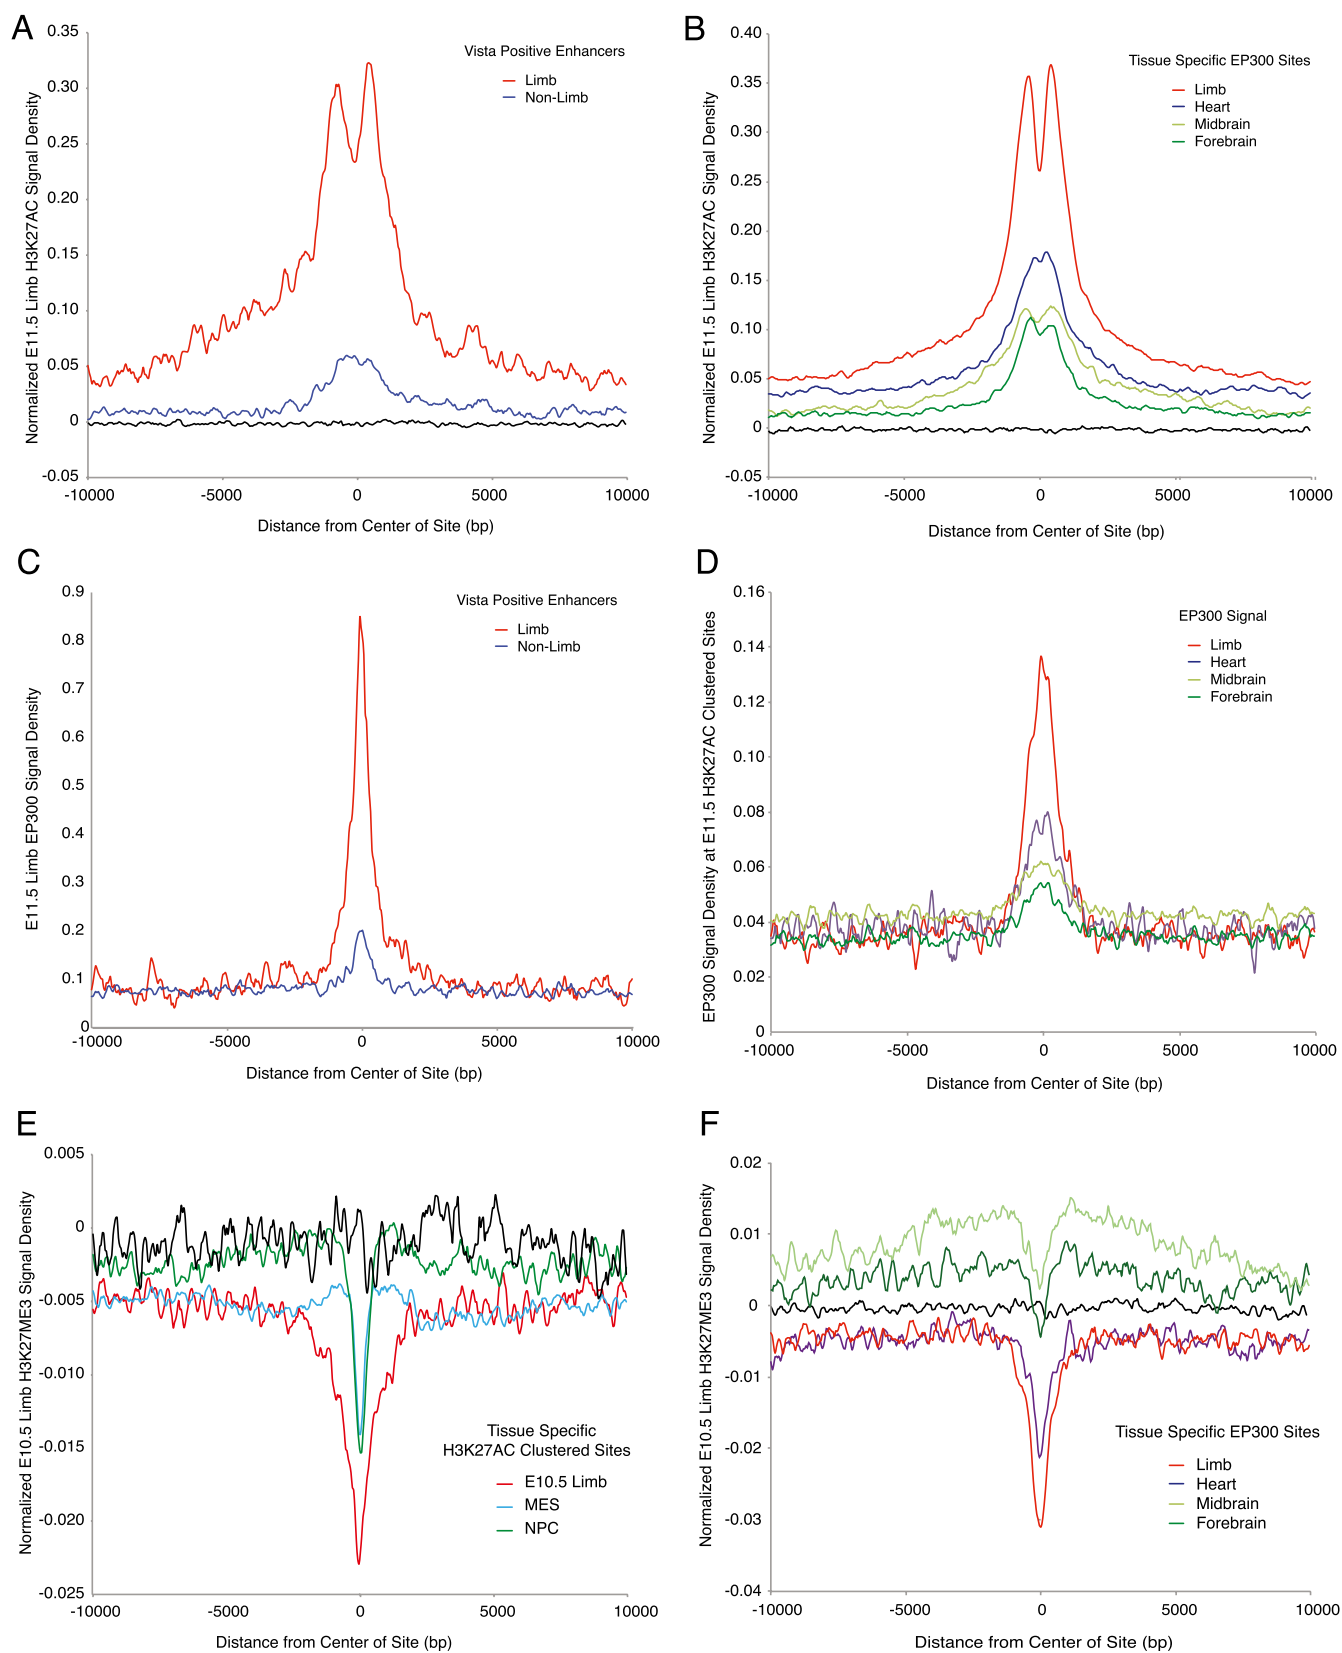 A
Normalized E11.5 Limb H3K27AC Signal Density
0.35
0.30
0.25
0.20
0.15
0.10
0.05
0
-0.05
Vista Positive Enhancers
Limb
Non-Limb
-10000 -5000 0 5000 10000
Distance from Center of Site (bp)
B
Normalized E11.5 Limb H3K27AC Signal Density
0.40
0.35
0.30
0.25
0.20
0.15
0.10
0.05
0
-0.05
Tissue Specific EP300 Sites
Limb
Heart
Midbrain
Forebrain
-10000 -5000 0 5000 10000
Distance from Center of Site (bp)
C
E11.5 Limb EP300 Signal Density
0.9
0.8
0.7
0.6
0.5
0.4
0.3
0.2
0.1
0
Vista Positive Enhancers
Limb
Non-Limb
-10000 -5000 0 5000 10000
Distance from Center of Site (bp)
D
EP300 Signal Density at E11.5 H3K27AC Clustered Sites
0.16
0.14
0.12
0.10
0.08
0.06
0.04
0.02
0
EP300 Signal
Limb
Heart
Midbrain
Forebrain
-10000 -5000 0 5000 10000
Distance from Center of Site (bp)
E
Normalized E10.5 Limb H3K27ME3 Signal Density
0.005
0
-0.005
-0.010
-0.015
-0.020
-0.025
Tissue Specific
H3K27AC Clustered Sites
E10.5 Limb
MES
NPC
-10000 -5000 0 5000 10000
Distance from Center of Site (bp)
F
Normalized E10.5 Limb H3K27ME3 Signal Density
0.02
0.01
0
-0.01
-0.02
-0.03
-0.04
Tissue Specific EP300 Sites
Limb
Heart
Midbrain
Forebrain
-10000 -5000 0 5000 10000
Distance from Center of Site (bp)